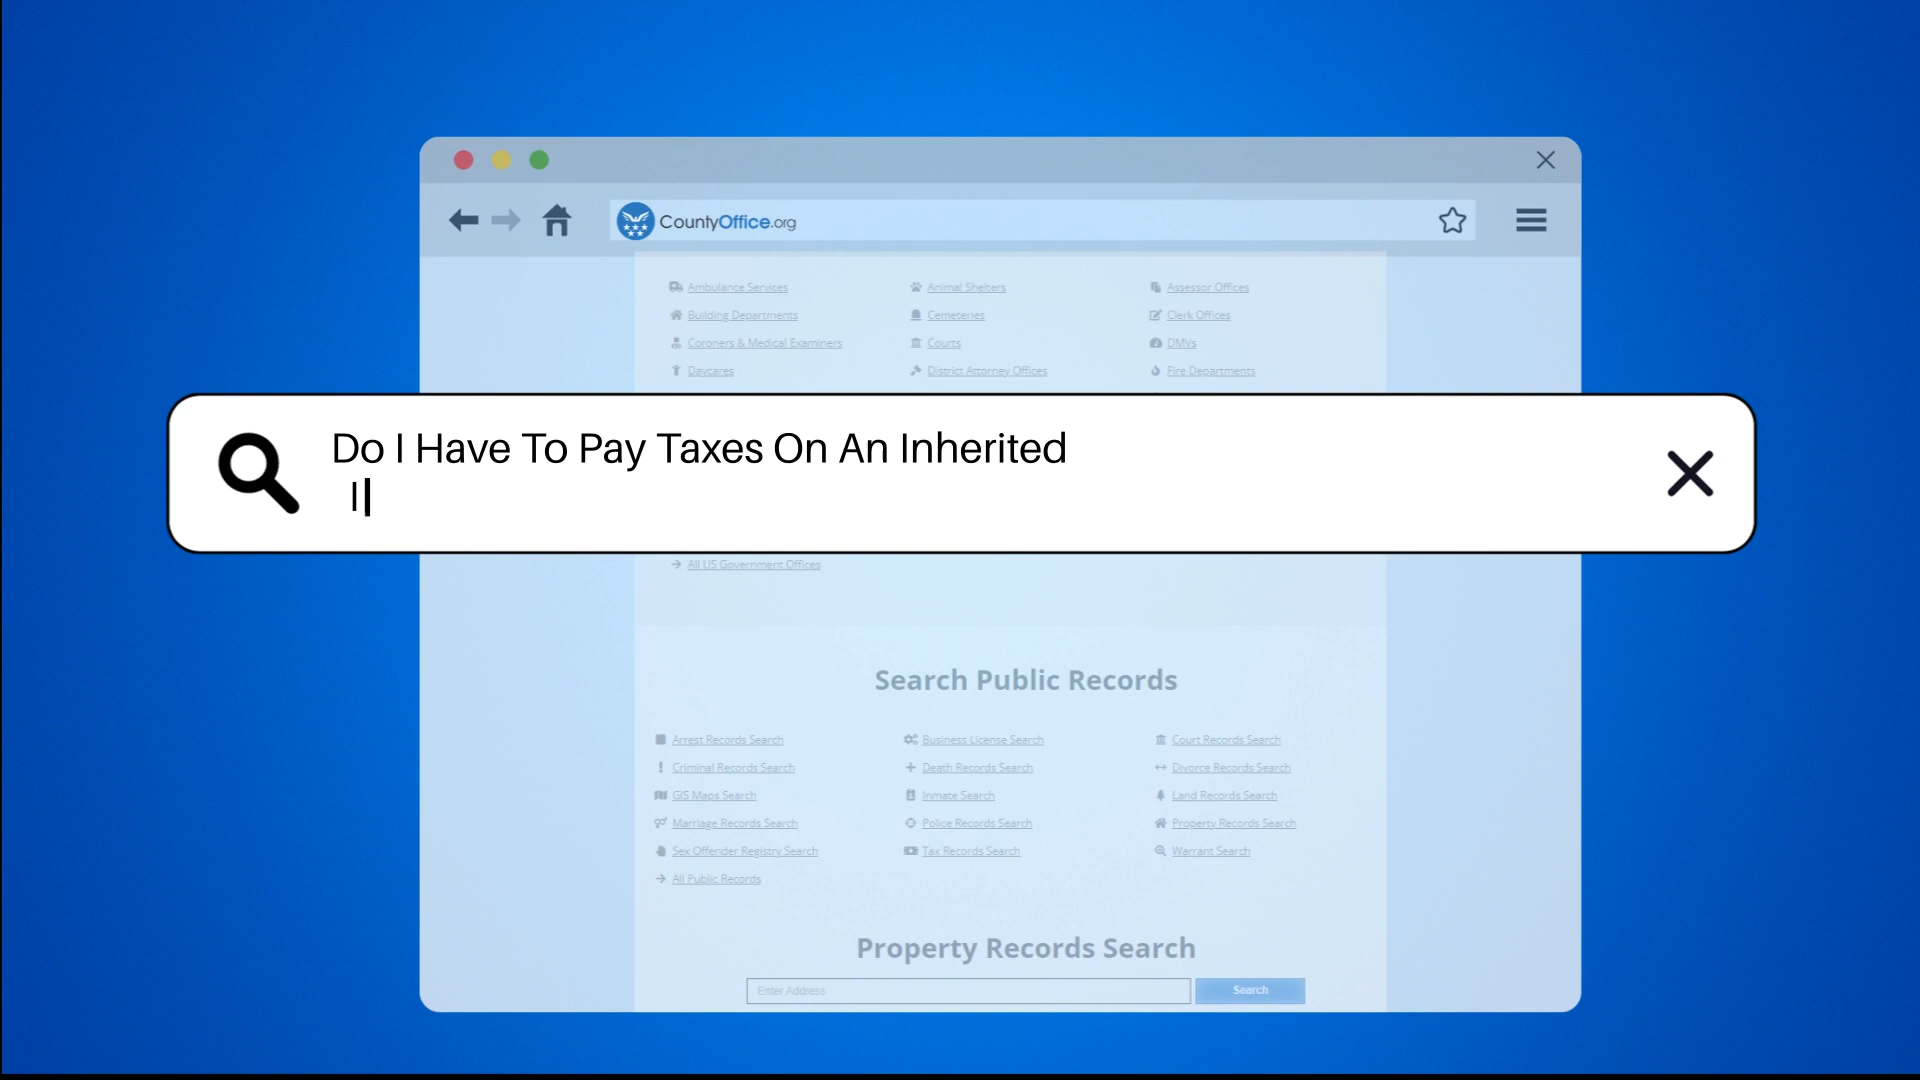 CountyOffice.org
Ambulance Services
Animal Shelters
Assessor Offices
Building Departments
Cemeteries
Clerk Offices
Coroners & Medical Examiners
Courts
DMVs
Daycares
District Attorney Offices
Fire Departments
Do I Have To Pay Taxes On An Inherited
I
All US Government Offices
Search Public Records
Arrest Records Search
Business License Search
Court Records Search
Criminal Records Search
Death Records Search
Divorce Records Search
GIS Maps Search
Inmate Search
Land Records Search
Marriage Records Search
Police Records Search
Property Records Search
Sex Offender Registry Search
Tax Records Search
Warrant Search
All Public Records
Property Records Search
Enter Address
Search